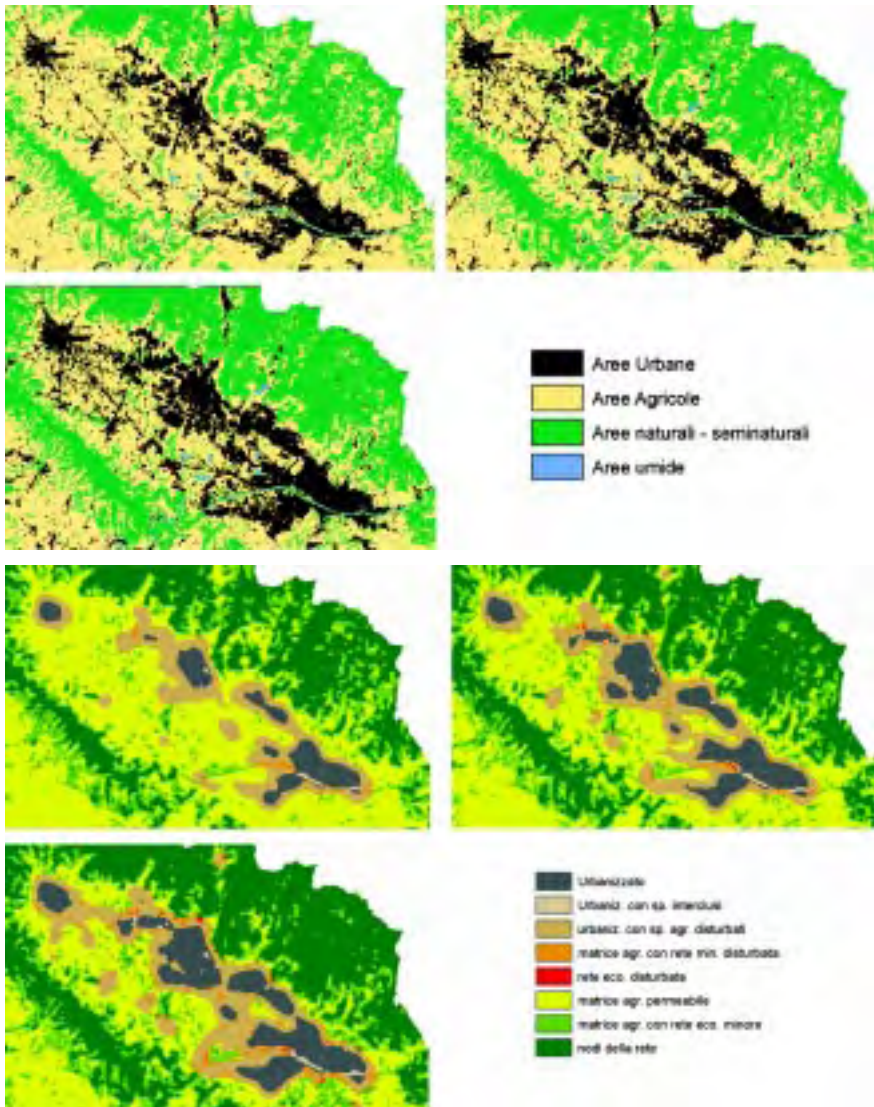 Aree Urbane
Aree Agricole
Aree naturali - seminaturali
Aree umide
Urbanizzato
Urbaniz. con sp. interclusi
urbaniz. con sp. agr. disturbati
matrice agr. con rete min. disturbata
rete eco. disturbata
matrice agr. permeabile
matrice agr. con rete eco. minore
nodi della rete